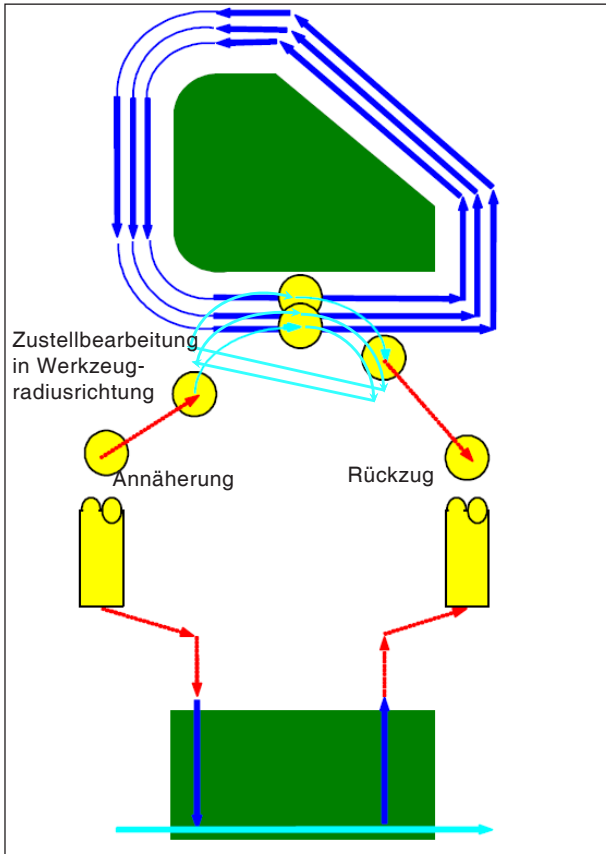 Zustellbearbeitung
in Werkzeug-
radiusrichtung
Annäherung
Rückzug